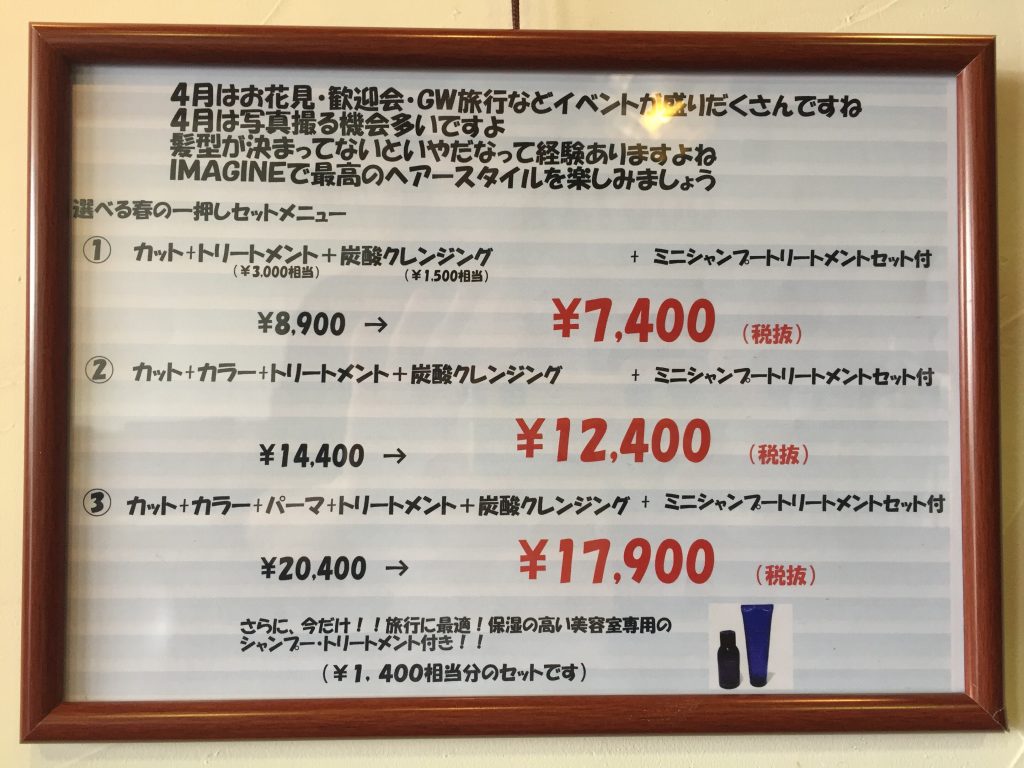 4月はお花見・歓迎会・GW旅行などイベントが盛りだくさんですね
4月は写真撮る機会多いですよ
髪型が決まってないといやだなって経験ありますよね
IMAGINEで最高のヘアースタイルを楽しみましょう
選べる春の一押しセットメニュー
① カット+トリートメント+炭酸クレンジング + ミニシャンプートリートメントセット付
(¥3.000相当) (¥1.500相当)
¥8,900 → ¥7,400 (税抜)
② カット+カラー+トリートメント+炭酸クレンジング + ミニシャンプートリートメントセット付
¥14,400 → ¥12,400 (税抜)
③ カット+カラー+パーマ+トリートメント+炭酸クレンジング + ミニシャンプートリートメントセット付
¥20,400 → ¥17,900 (税抜)
さらに、今だけ!!旅行に最適!保湿の高い美容室専用の
シャンプー・トリートメント付き!!
(¥1,400相当分のセットです)